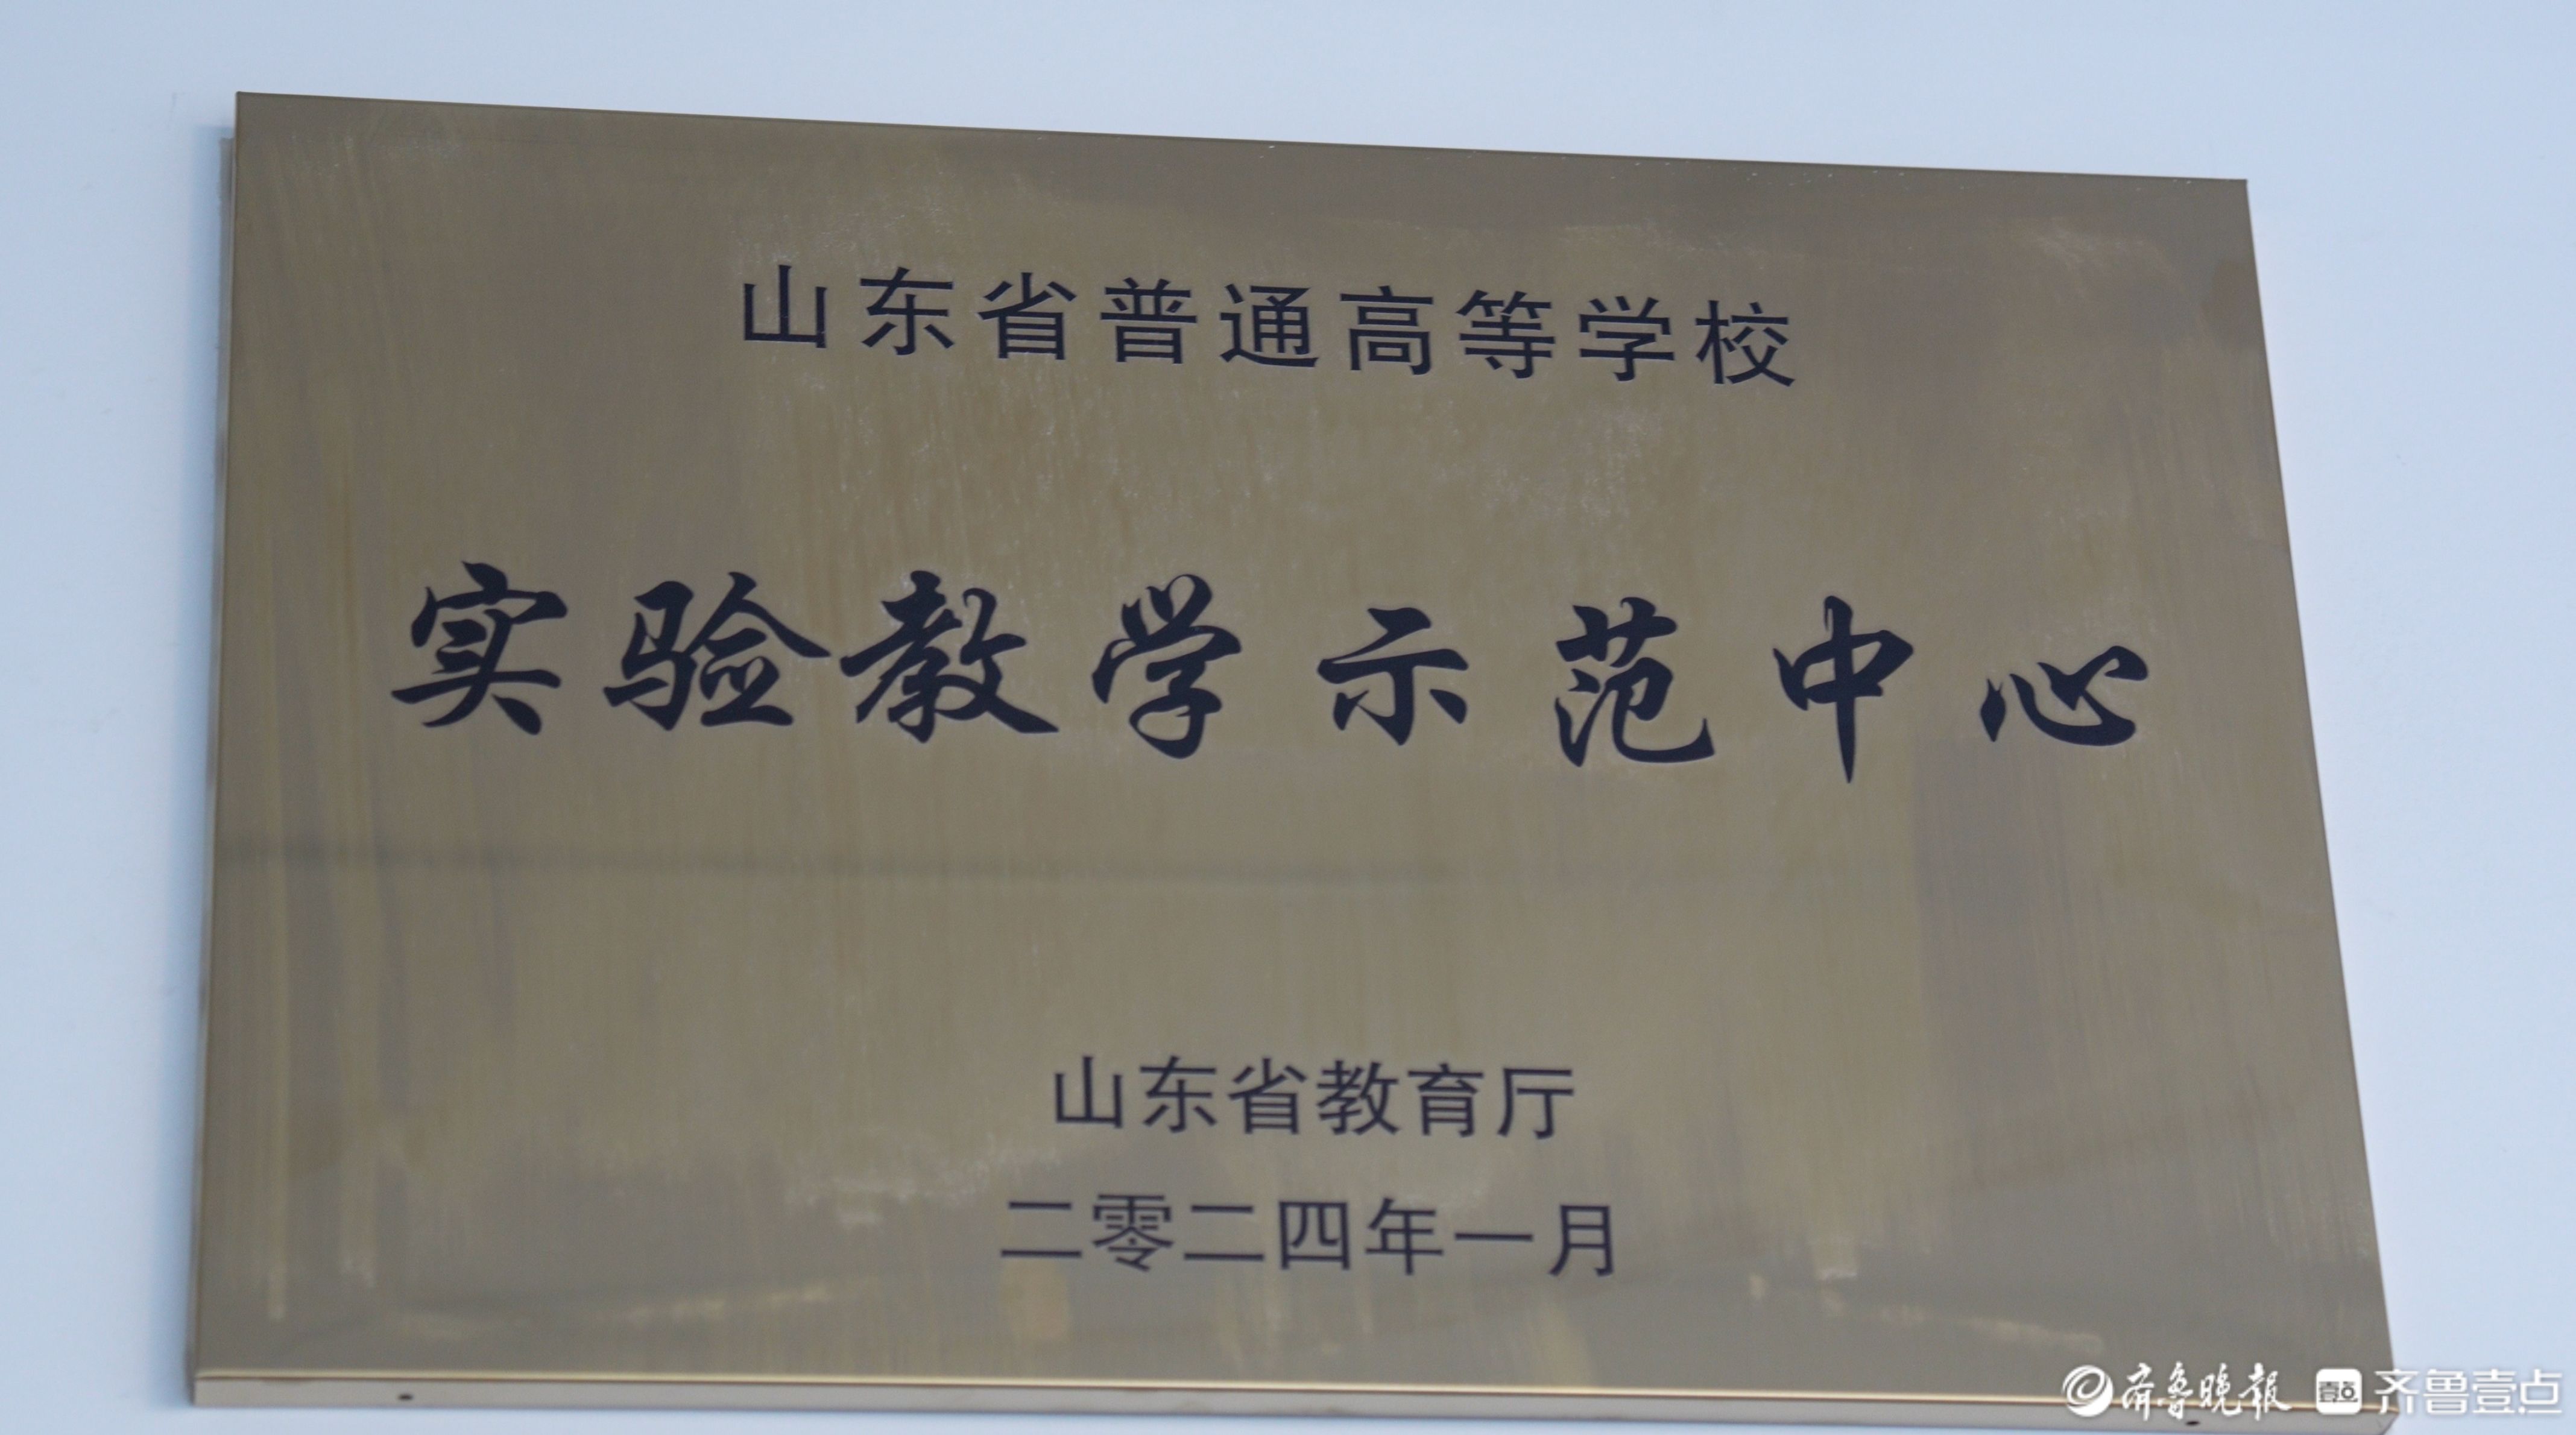 山东省普通高等学校
实验教学示范中心
山东省教育厅
二零二四年一月
齐鲁晚报 壹点 齐鲁壹点